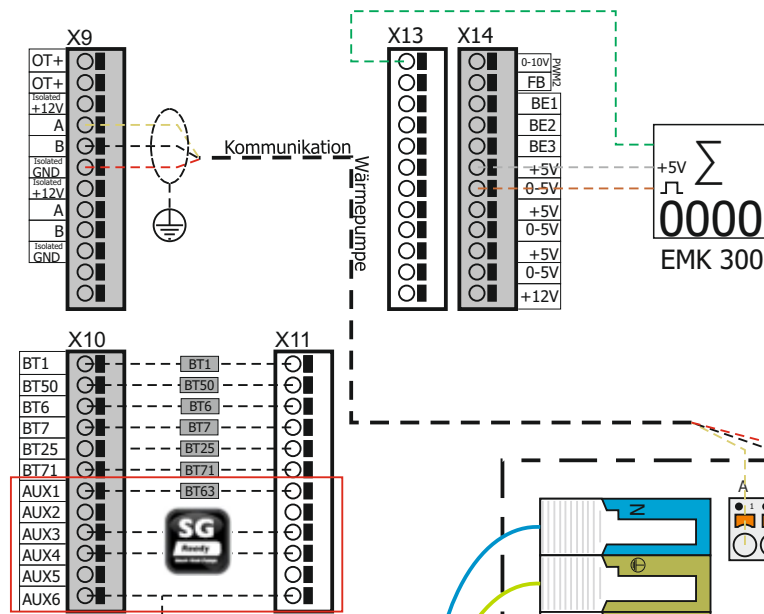 X9
OT+
OT+
Isolated
+12V
A
B
Isolated
GND
Isolated
+12V
A
B
Isolated
GND
Kommunikation
Wärmepumpe
X13
X14
0-10V
FB
PWM2
BE1
BE2
BE3
+5V
0-5V
+5V
0-5V
+5V
0-5V
+12V
+5V
Σ
0000
EMK 300
X10
X11
BT1
BT1
BT50
BT50
BT6
BT6
BT7
BT7
BT25
BT25
BT71
BT71
AUX1
BT63
AUX2
AUX3
AUX4
AUX5
AUX6
SG
Ready
N
A
1